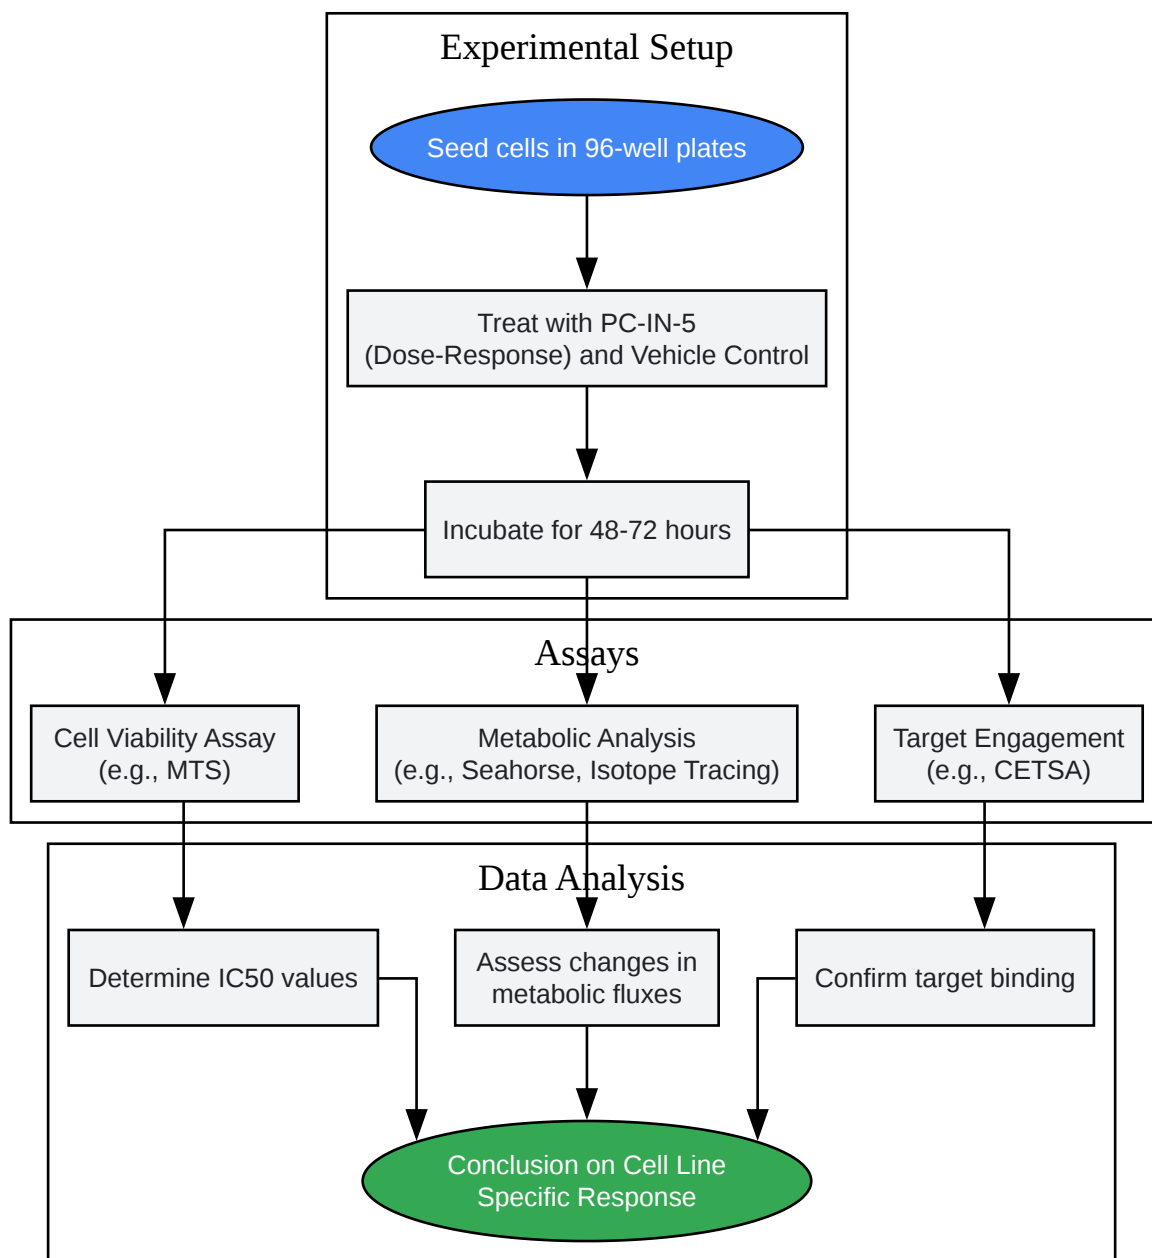 Experimental Setup
Seed cells in 96-well plates
Treat with PC-IN-5
(Dose-Response) and Vehicle Control
Incubate for 48-72 hours
Assays
Cell Viability Assay
(e.g., MTS)
Metabolic Analysis
(e.g., Seahorse, Isotope Tracing)
Target Engagement
(e.g., CETSA)
Data Analysis
Determine IC50 values
Assess changes in
metabolic fluxes
Confirm target binding
Conclusion on Cell Line
Specific Response